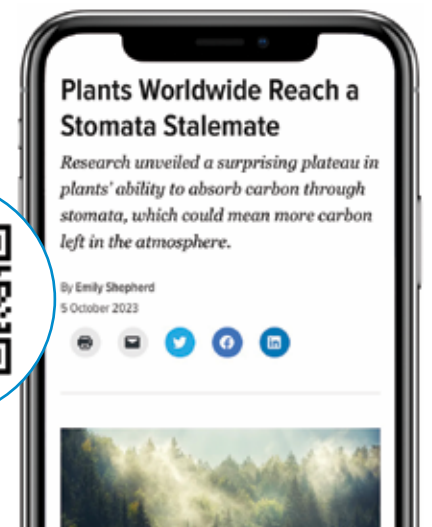 Plants Worldwide Reach a
Stomata Stalemate
Research unveiled a surprising plateau in
plants' ability to absorb carbon through
stomata, which could mean more carbon
left in the atmosphere.
By Emily Shepherd
5 October 2023